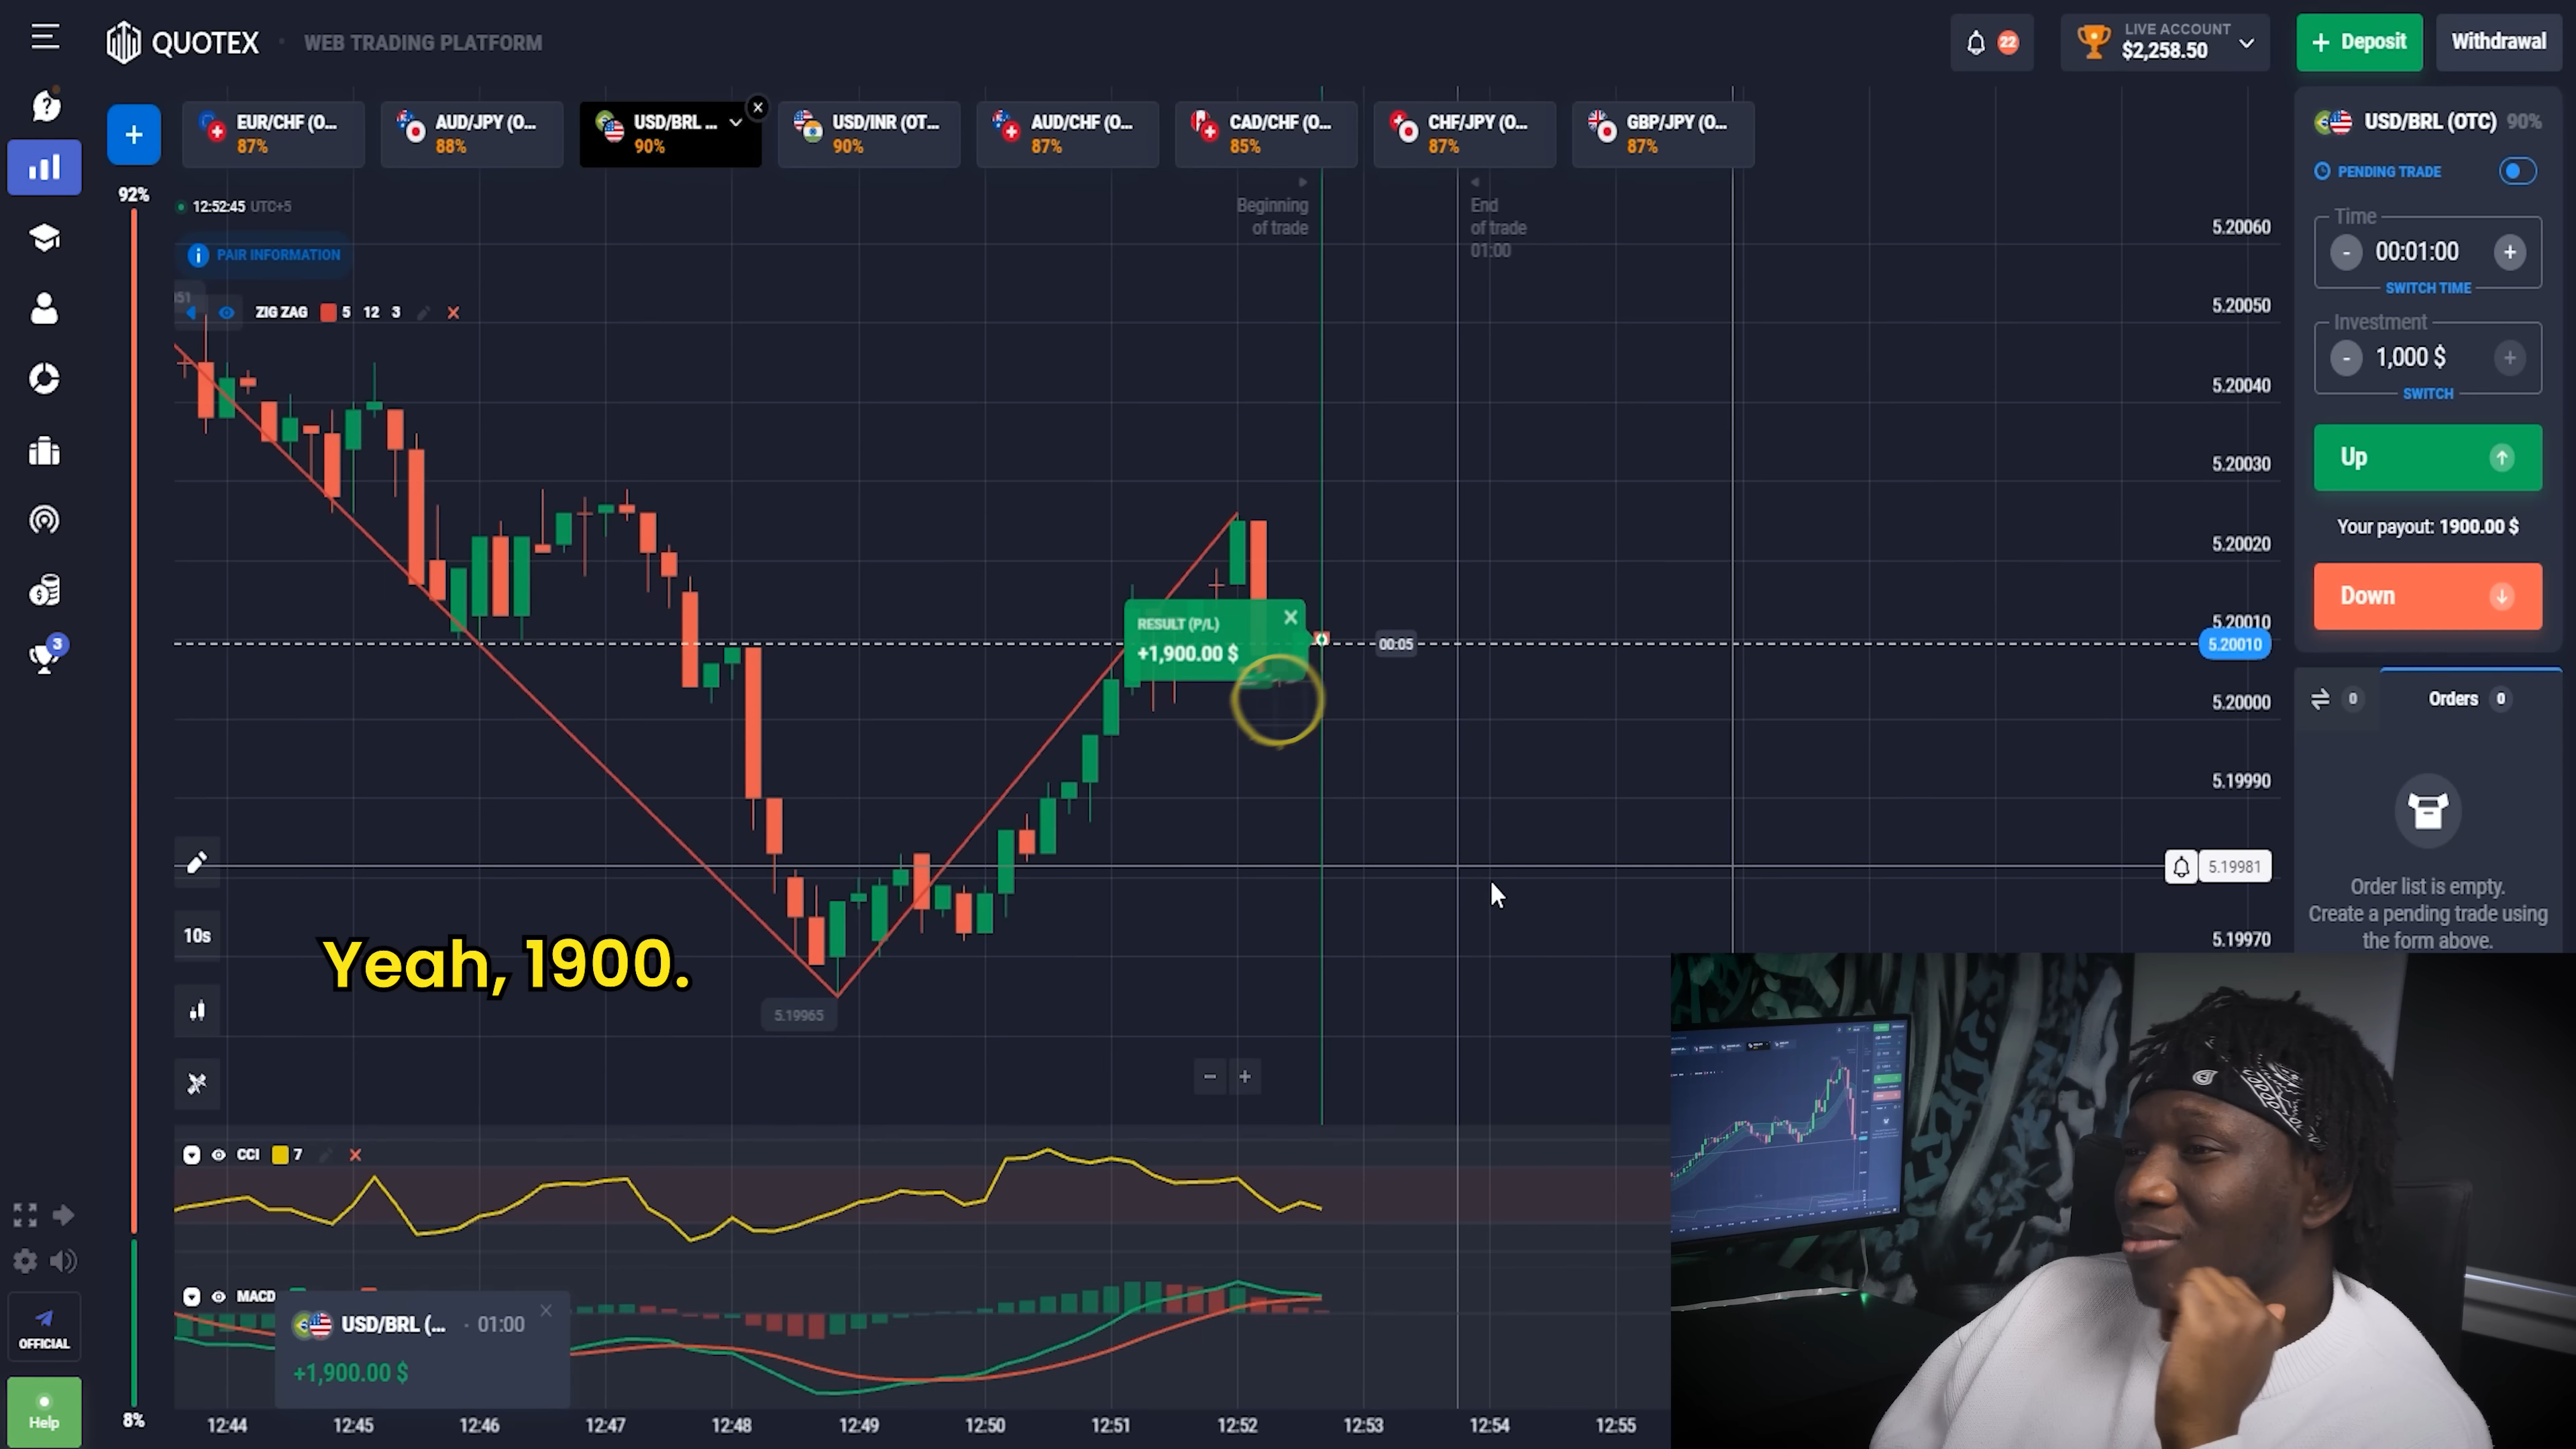 QUOTEX
WEB TRADING PLATFORM
22
LIVE ACCOUNT
$2,258.50
+ Deposit
Withdrawal
EUR/CHF (O...
87%
AUD/JPY (O...
88%
USD/BRL ...
90%
USD/INR (OT...
90%
AUD/CHF (O...
87%
CAD/CHF (O...
85%
CHF/JPY (O...
87%
GBP/JPY (O...
87%
USD/BRL (OTC) 90%
PENDING TRADE
Time
- 00:01:00 +
SWITCH TIME
Investment
- 1,000 $ +
SWITCH
Up
Your payout: 1900.00 $
Down
0
Orders 0
Order list is empty.
Create a pending trade using
the form above.
92%
12:52:45 UTC+5
PAIR INFORMATION
ZIG ZAG 5 12 3
Beginning
of trade
End
of trade
01:00
5.20060
5.20050
5.20040
5.20030
5.20020
5.20010
5.20010
5.20000
5.19990
5.19981
5.19970
RESULT (P/L)
+1,900.00 $
00:05
3
10s
Yeah, 1900.
5.19965
CCI 7
MACD
USD/BRL (... · 01:00
+1,900.00 $
OFFICIAL
Help
8%
12:44
12:45
12:46
12:47
12:48
12:49
12:50
12:51
12:52
12:53
12:54
12:55